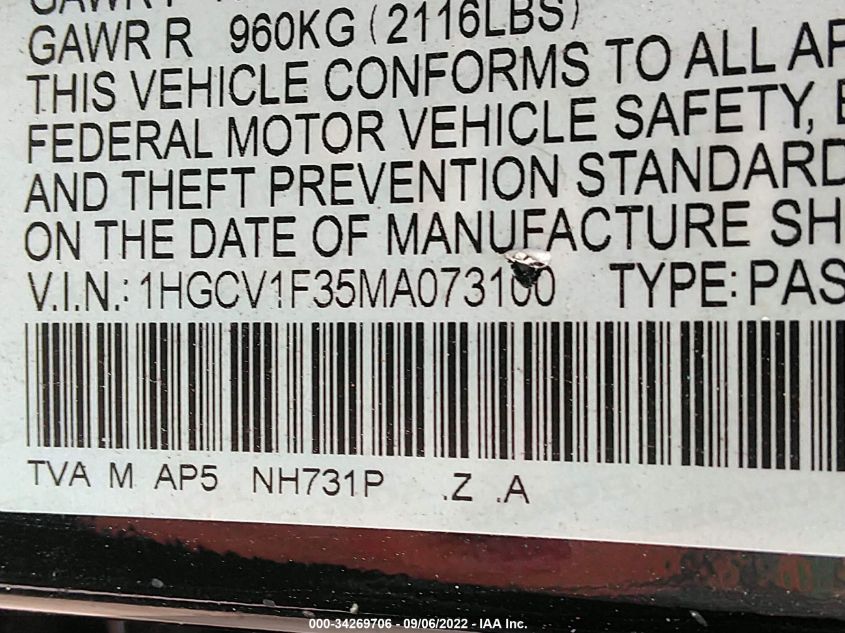 GAWR R 960KG (2116LBS)
THIS VEHICLE CONFORMS TO ALL AP
FEDERAL MOTOR VEHICLE SAFETY,
AND THEFT PREVENTION STANDARD
ON THE DATE OF MANUFACTURE SH
V.I.N.: 1HGCV1F35MA073100 TYPE: PAS
TVA M AP5 NH731P .Z .A
000-34269706 - 09/06/2022 - IAA Inc.